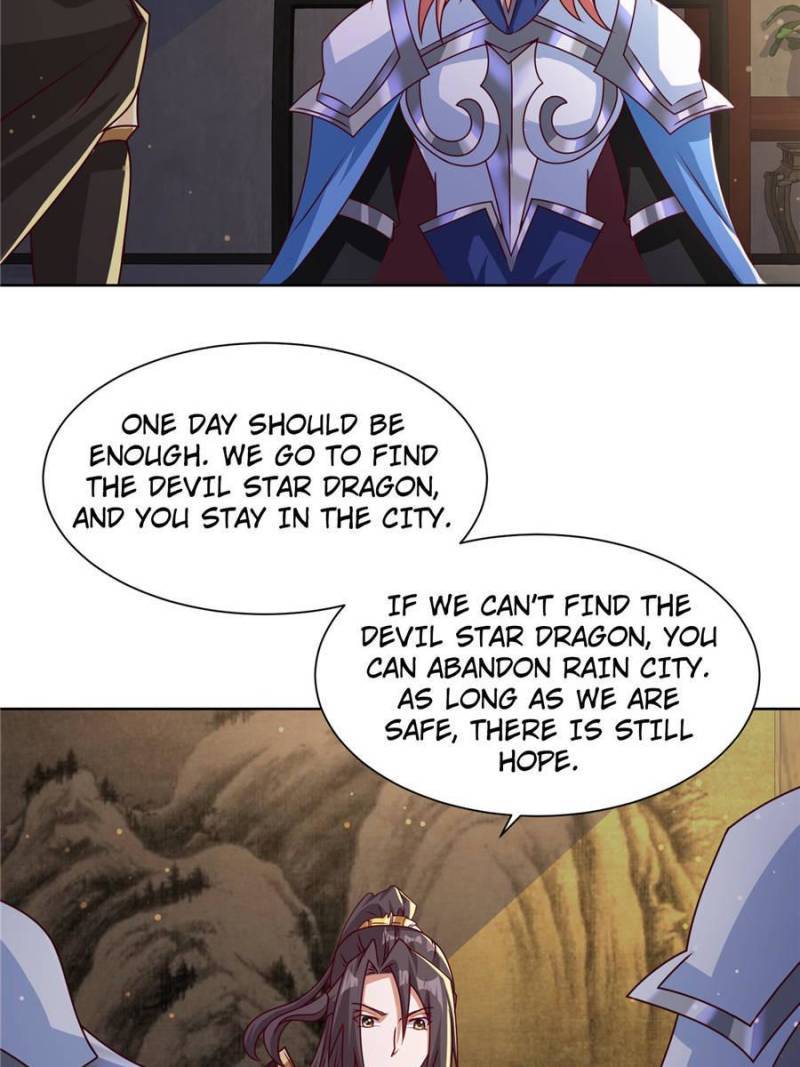 ONE DAY SHOULD BE
ENOUGH. WE GO TO FIND
THE DEVIL STAR DRAGON,
AND YOU STAY IN THE CITY.
IF WE CAN'T FIND THE
DEVIL STAR DRAGON, YOU
CAN ABANDON RAIN CITY.
AS LONG AS WE ARE
SAFE, THERE IS STILL
HOPE.